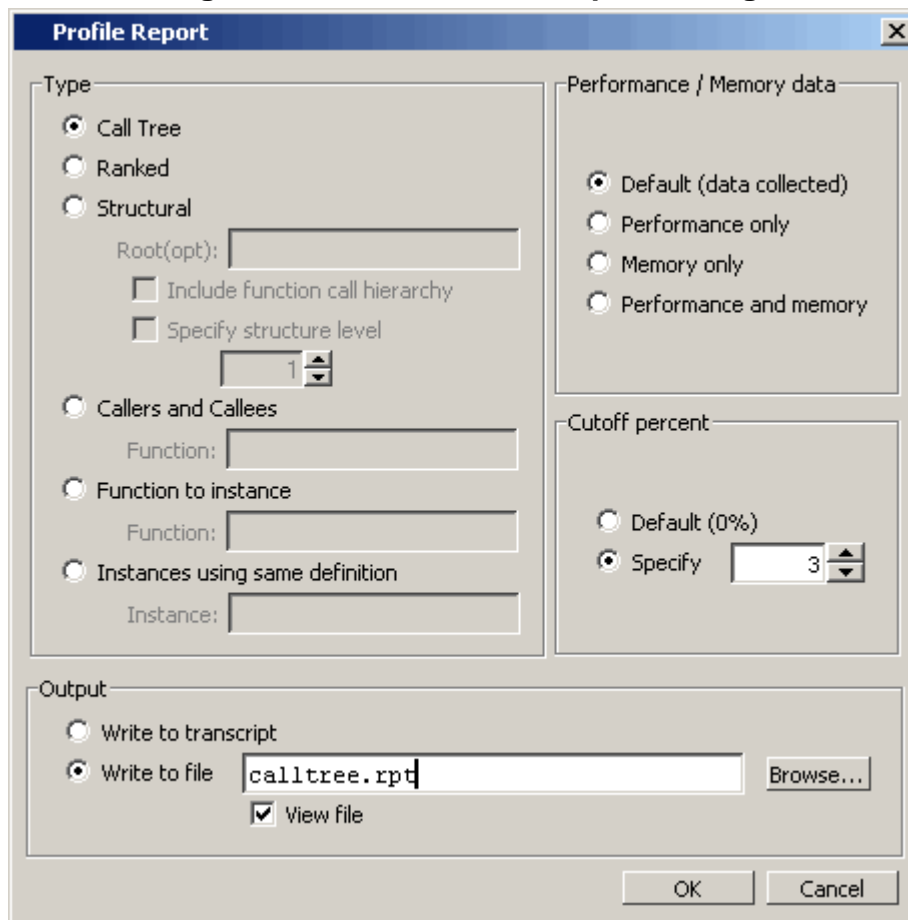 Profile Report
Type
Call Tree
Ranked
Structural
Root(opt):
Include function call hierarchy
Specify structure level
1
Callers and Callees
Function:
Function to instance
Function:
Instances using same definition
Instance:
Performance / Memory data
Default (data collected)
Performance only
Memory only
Performance and memory
Cutoff percent
Default (0%)
Specify 3
Output
Write to transcript
Write to file calltree.rpt Browse...
View file
OK Cancel